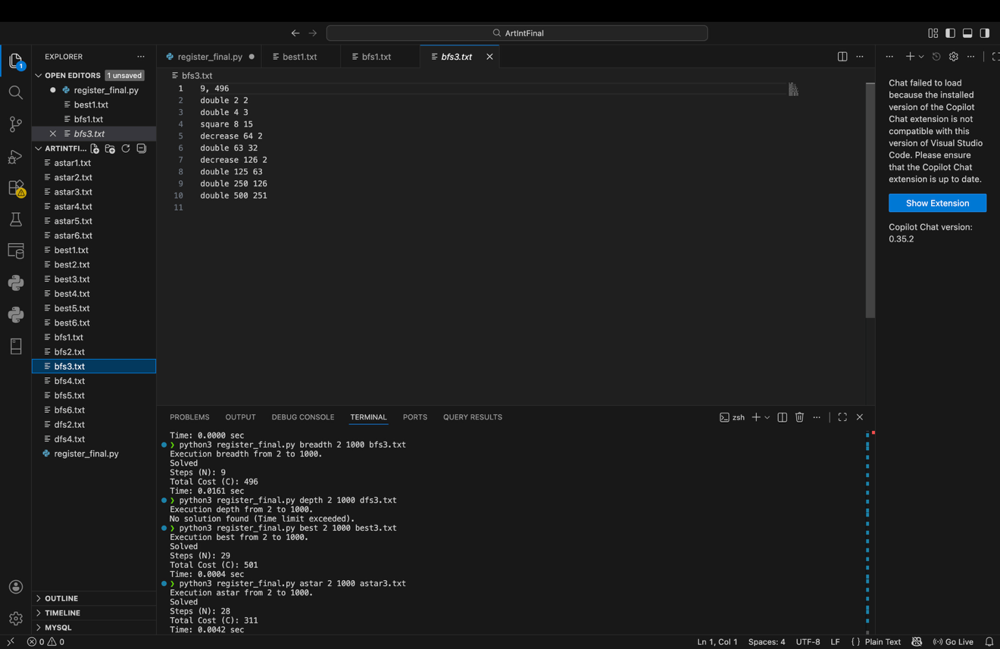 ArtIntFinal
EXPLORER
OPEN EDITORS 1 unsaved
register_final.py
best1.txt
bfs1.txt
bfs3.txt
ARTINTFI...
astar1.txt
astar2.txt
astar3.txt
astar4.txt
astar5.txt
astar6.txt
best1.txt
best2.txt
best3.txt
best4.txt
best5.txt
best6.txt
bfs1.txt
bfs2.txt
bfs3.txt
bfs4.txt
bfs5.txt
bfs6.txt
dfs2.txt
dfs4.txt
register_final.py
OUTLINE
TIMELINE
MYSQL
1
register_final.py best1.txt bfs1.txt bfs3.txt
bfs3.txt
1 9, 496
2 double 2 2
3 double 4 3
4 square 8 15
5 decrease 64 2
6 double 63 32
7 decrease 126 2
8 double 125 63
9 double 250 126
10 double 500 251
11
PROBLEMS OUTPUT DEBUG CONSOLE TERMINAL PORTS QUERY RESULTS
zsh
Time: 0.0000 sec
❯ python3 register_final.py breadth 2 1000 bfs3.txt
Execution breadth from 2 to 1000.
Solved
Steps (N): 9
Total Cost (C): 496
Time: 0.0161 sec
❯ python3 register_final.py depth 2 1000 dfs3.txt
Execution depth from 2 to 1000.
No solution found (Time limit exceeded).
❯ python3 register_final.py best 2 1000 best3.txt
Execution best from 2 to 1000.
Solved
Steps (N): 29
Total Cost (C): 501
Time: 0.0004 sec
❯ python3 register_final.py astar 2 1000 astar3.txt
Execution astar from 2 to 1000.
Solved
Steps (N): 28
Total Cost (C): 311
Time: 0.0042 sec
Chat failed to load
because the installed
version of the Copilot
Chat extension is not
compatible with this
version of Visual Studio
Code. Please ensure
that the Copilot Chat
extension is up to date.
Show Extension
Copilot Chat version:
0.35.2
0 0
Ln 1, Col 1 Spaces: 4 UTF-8 LF { } Plain Text Go Live